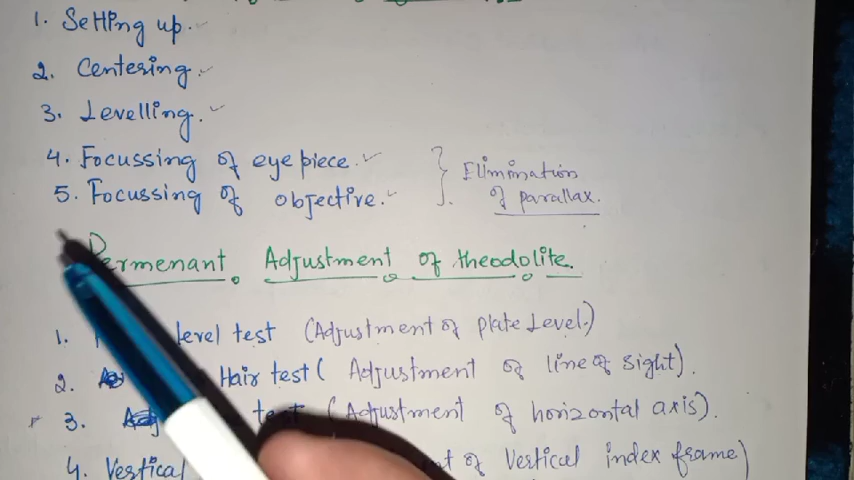 1. Setting up
2. Centering
3. Levelling.
4. Focussing of eye piece
5. Focussing of objective.
Elimination
of parallax.
Permenant Adjustment of theodolite.
1. level test (Adjustment of plate Level.)
2. Hair test ( Adjustment of line of sight).
3. test (Adjustment of horizontal axis).
4. Vertical of Vertical index frame)